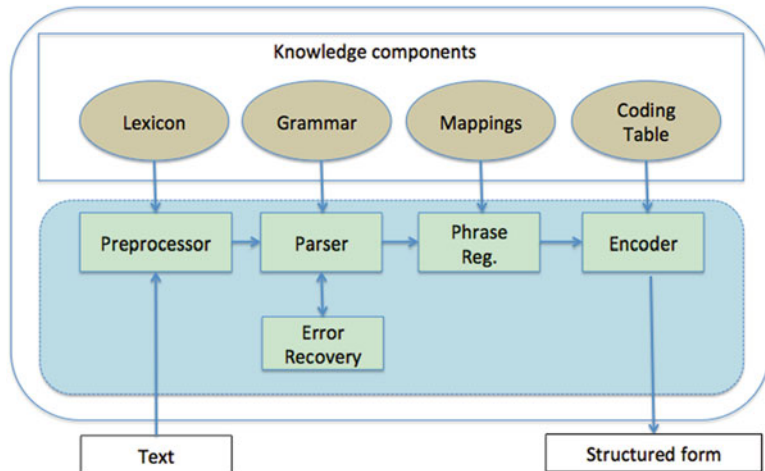 Knowledge components
Lexicon
Grammar
Mappings
Coding
Table
Preprocessor
Parser
Phrase
Reg.
Encoder
Error
Recovery
Text
Structured form